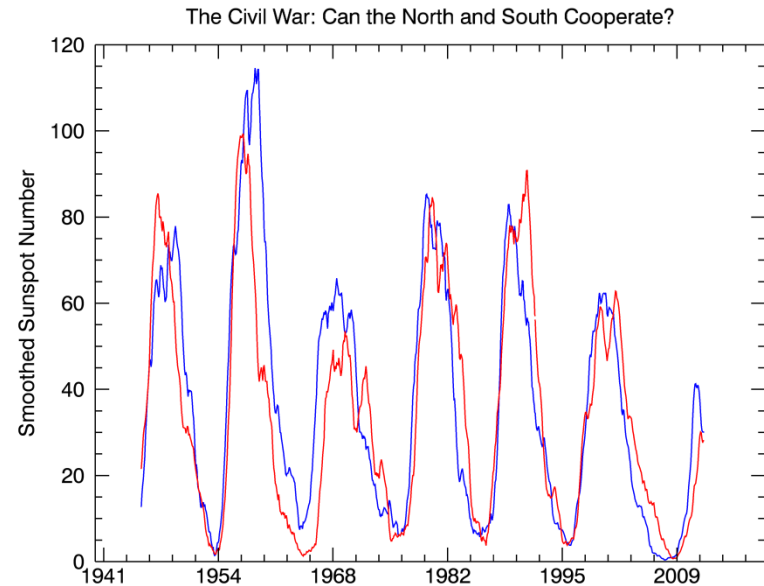 The Civil War: Can the North and South Cooperate?
120
100
80
60
40
20
0
Smoothed Sunspot Number
1941 1954 1968 1982 1995 2009